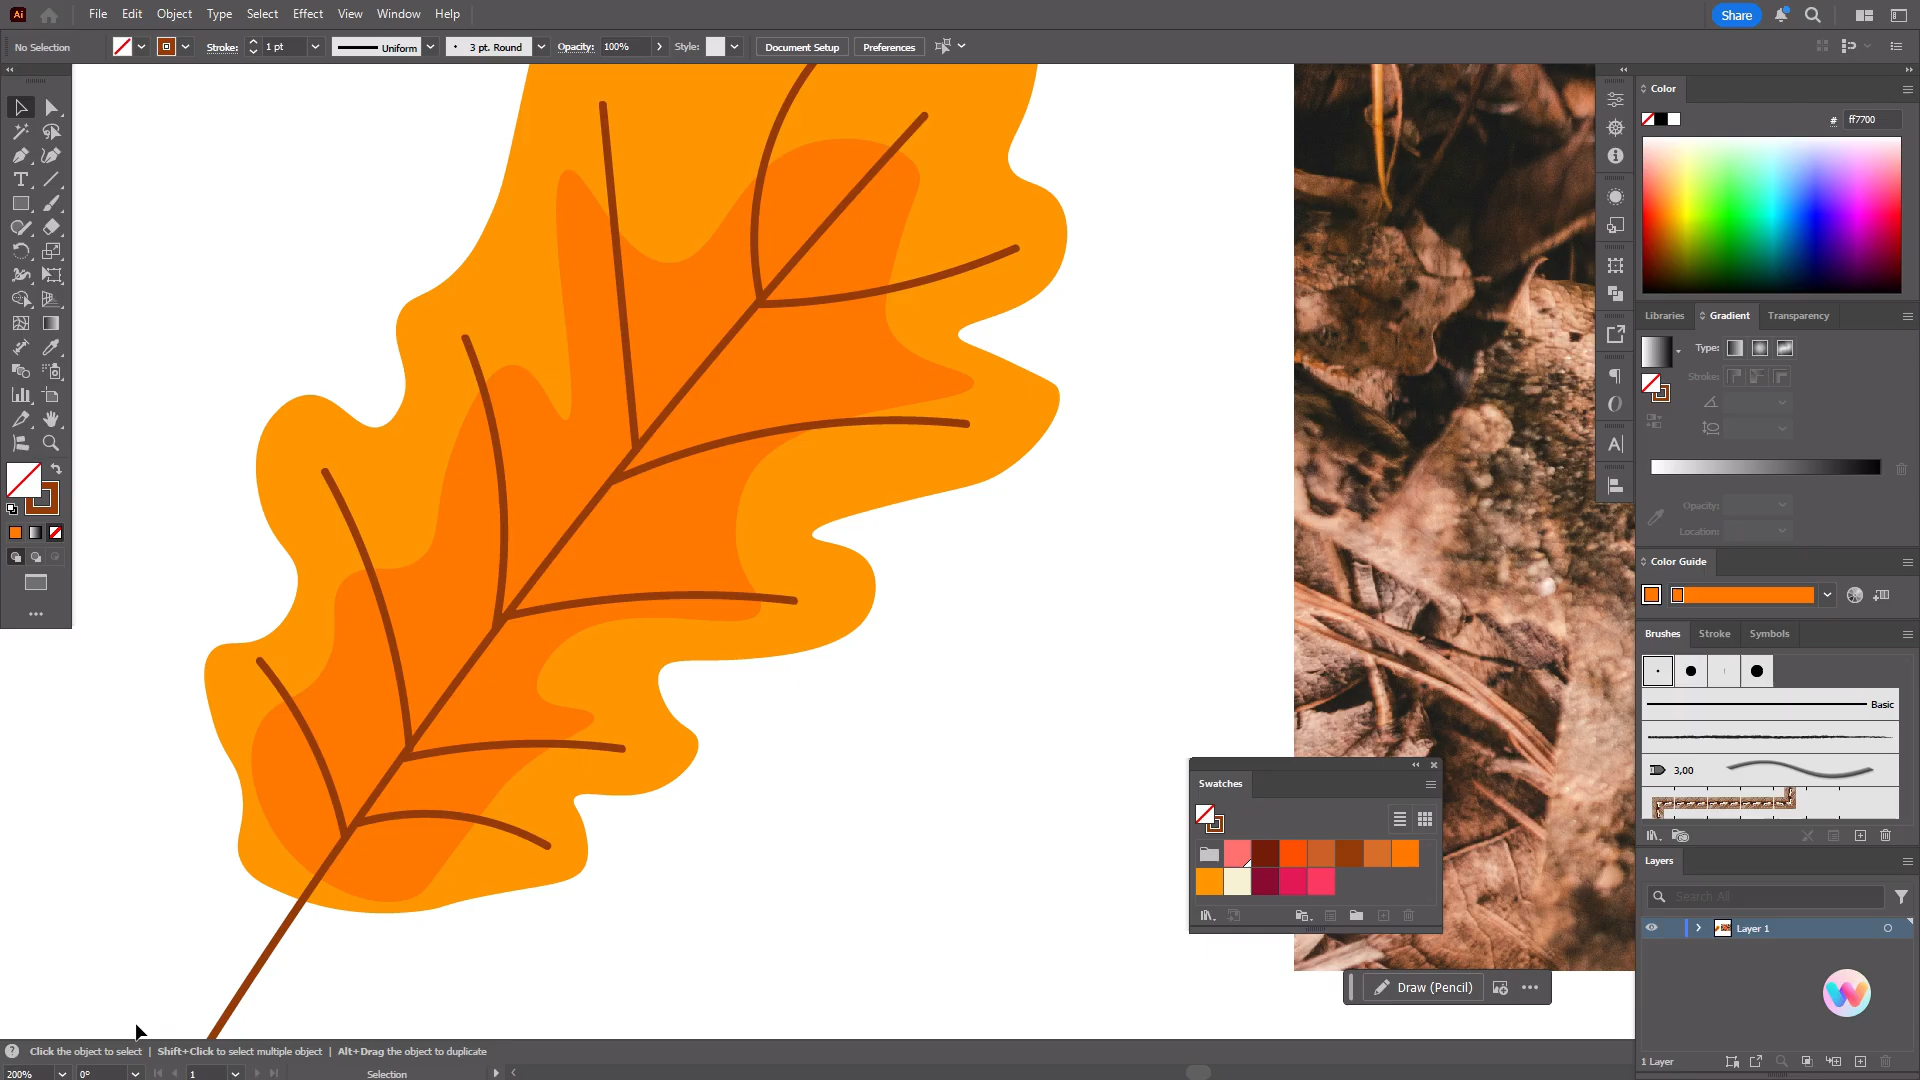 Ai File Edit Object Type Select Effect View Window Help Share
No Selection Stroke: 1 pt Uniform 3 pt. Round Opacity: 100% Style: Document Setup Preferences
Color
# ff7700
Libraries Gradient Transparency
Type:
Stroke:
Opacity:
Location:
Color Guide
Brushes Stroke Symbols
Basic
3,00
Swatches
Layers
Search All
Layer 1
Draw (Pencil)
Click the object to select | Shift+Click to select multiple object | Alt+Drag the object to duplicate
1 Layer
200% 0° 1 Selection